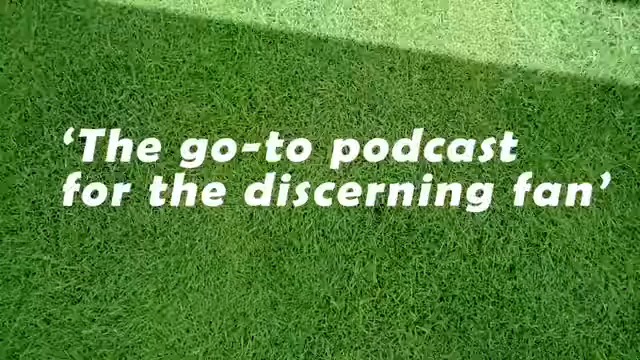 ‘The go-to podcast
for the discerning fan’